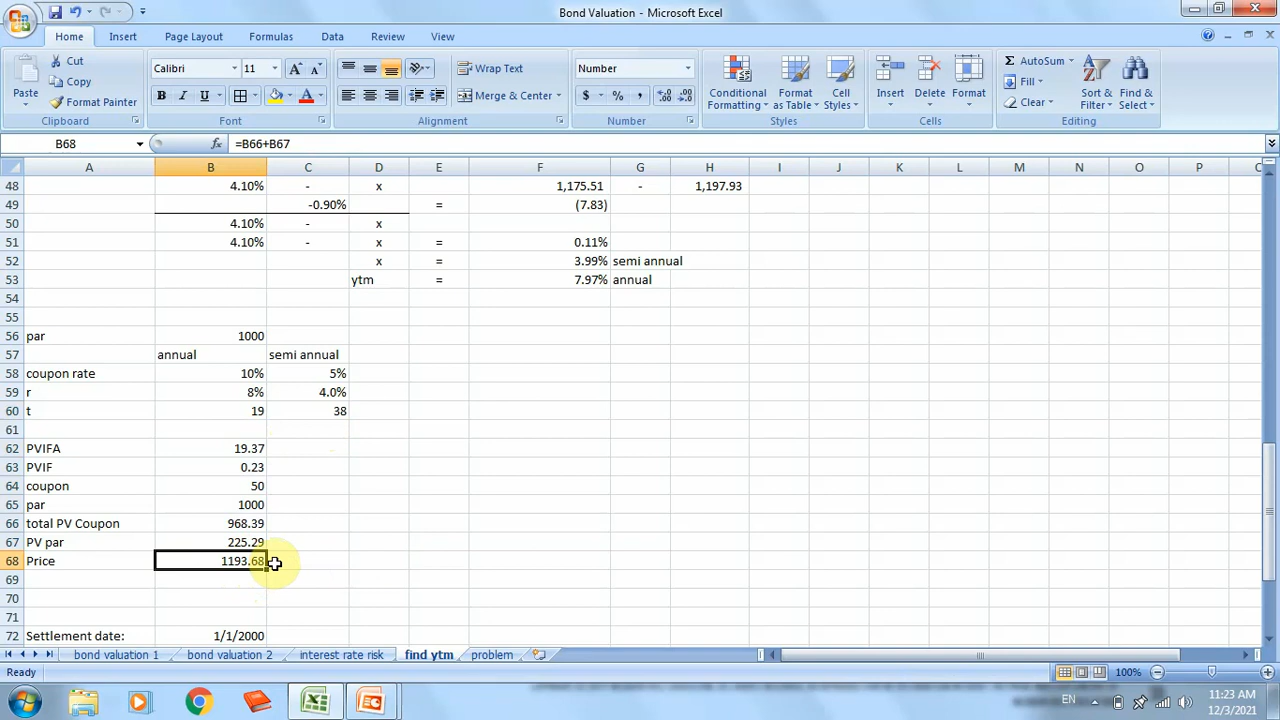 Bond Valuation - Microsoft Excel
Home Insert Page Layout Formulas Data Review View
Cut
Copy
Format Painter
Paste
Calibri 11
B I U
Wrap Text
Merge & Center
Number
$ % ,
Conditional Formatting
Format as Table
Cell Styles
Insert Delete Format
Σ AutoSum
Fill
Clear
Sort & Filter
Find & Select
Clipboard Font Alignment Number Styles Cells Editing
B68 fx =B66+B67
A B C D E F G H I J K L M N O
48 4.10% - x 1,175.51 - 1,197.93
49 -0.90% = (7.83)
50 4.10% - x
51 4.10% - x = 0.11%
52 x = 3.99% semi annual
53 ytm = 7.97% annual
54
55
56 par 1000
57 annual semi annual
58 coupon rate 10% 5%
59 r 8% 4.0%
60 t 19 38
61
62 PVIFA 19.37
63 PVIF 0.23
64 coupon 50
65 par 1000
66 total PV Coupon 968.39
67 PV par 225.29
68 Price 1193.68
69
70
71
72 Settlement date: 1/1/2000
bond valuation 1 bond valuation 2 interest rate risk find ytm problem
Ready 100%
EN 11:23 AM
12/3/2021